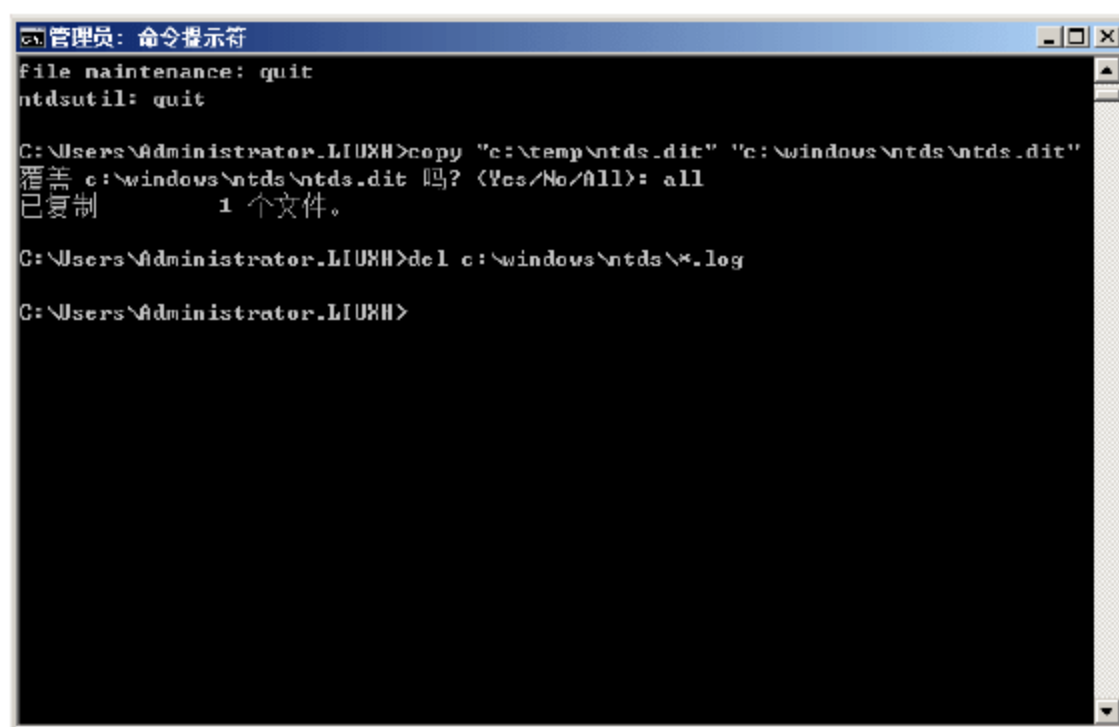 管理员：命令提示符
file maintenance: quit
ntdsutil: quit
C:\Users\Administrator.LIUXH>copy "c:\temp\ntds.dit" "c:\windows\ntds\ntds.dit"
覆盖 c:\windows\ntds\ntds.dit 吗? (Yes/No/All): all
已复制         1 个文件。
C:\Users\Administrator.LIUXH>del c:\windows\ntds\*.log
C:\Users\Administrator.LIUXH>